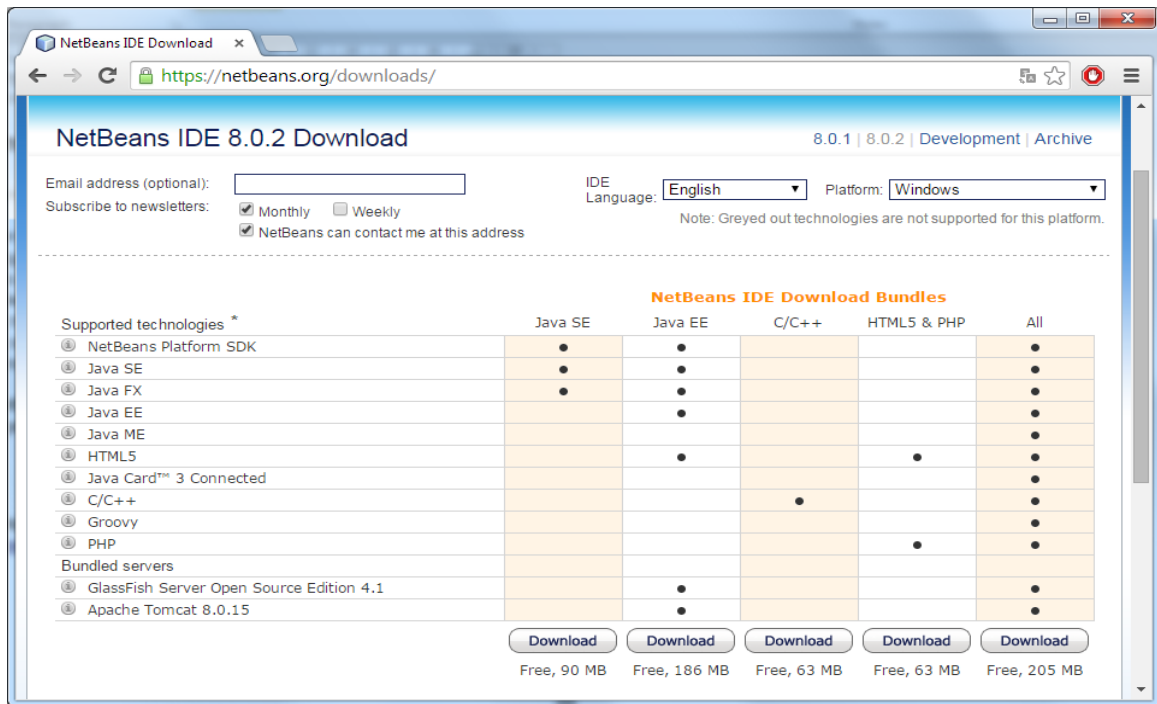 NetBeans IDE Download
https://netbeans.org/downloads/
NetBeans IDE 8.0.2 Download
8.0.1 | 8.0.2 | Development | Archive
Email address (optional):
IDE Language: English
Platform: Windows
Subscribe to newsletters:
Monthly
Weekly
Note: Greyed out technologies are not supported for this platform.
NetBeans can contact me at this address
NetBeans IDE Download Bundles
Supported technologies * Java SE Java EE C/C++ HTML5 & PHP All
NetBeans Platform SDK • • •
Java SE • • •
Java FX • • •
Java EE • •
Java ME •
HTML5 • • •
Java Card™ 3 Connected •
C/C++ • •
Groovy •
PHP • •
Bundled servers
GlassFish Server Open Source Edition 4.1 • •
Apache Tomcat 8.0.15 • •
Download Download Download Download Download
Free, 90 MB Free, 186 MB Free, 63 MB Free, 63 MB Free, 205 MB